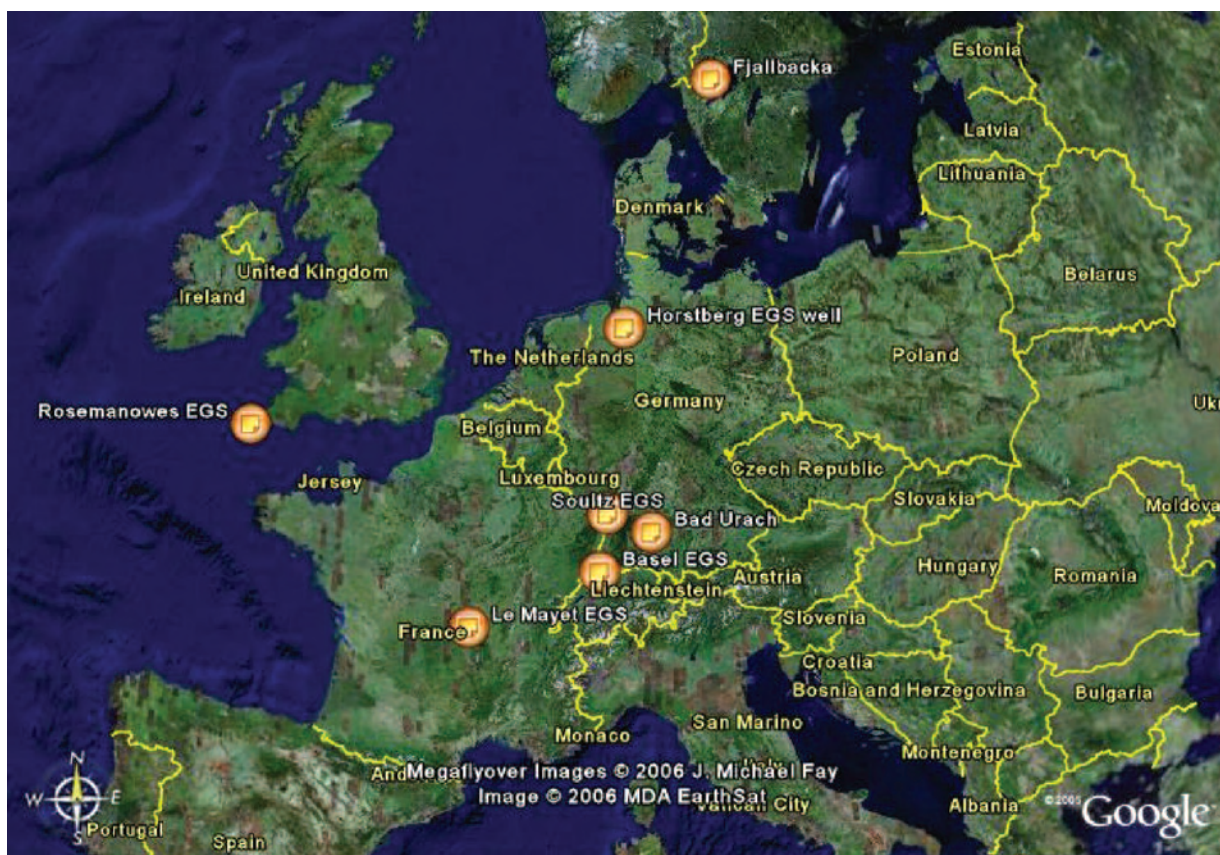 Estonia
Fjallbacka
Latvia
Lithuania
Denmark
United Kingdom
Belarus
Ireland
Horstberg EGS well
The Netherlands
Poland
Germany
Rosemanowes EGS
Ukr
Belgium
Czech Republic
Jersey
Luxembourg
Slovakia
Soultz EGS
Moldova
Bad Urach
Basel EGS
Hungary
Austria
Romania
Liechtenstein
Le Mayet EGS
Slovenia
France
Croatia
Bosnia and Herzegovina
Bulgaria
San Marino
Monaco
Montenegro
N
Megaflyover Images © 2006 J. Michael Fay
W E
Image © 2006 MDA EarthSat
Vatican City
Albania
Google
Portugal
S
Spain